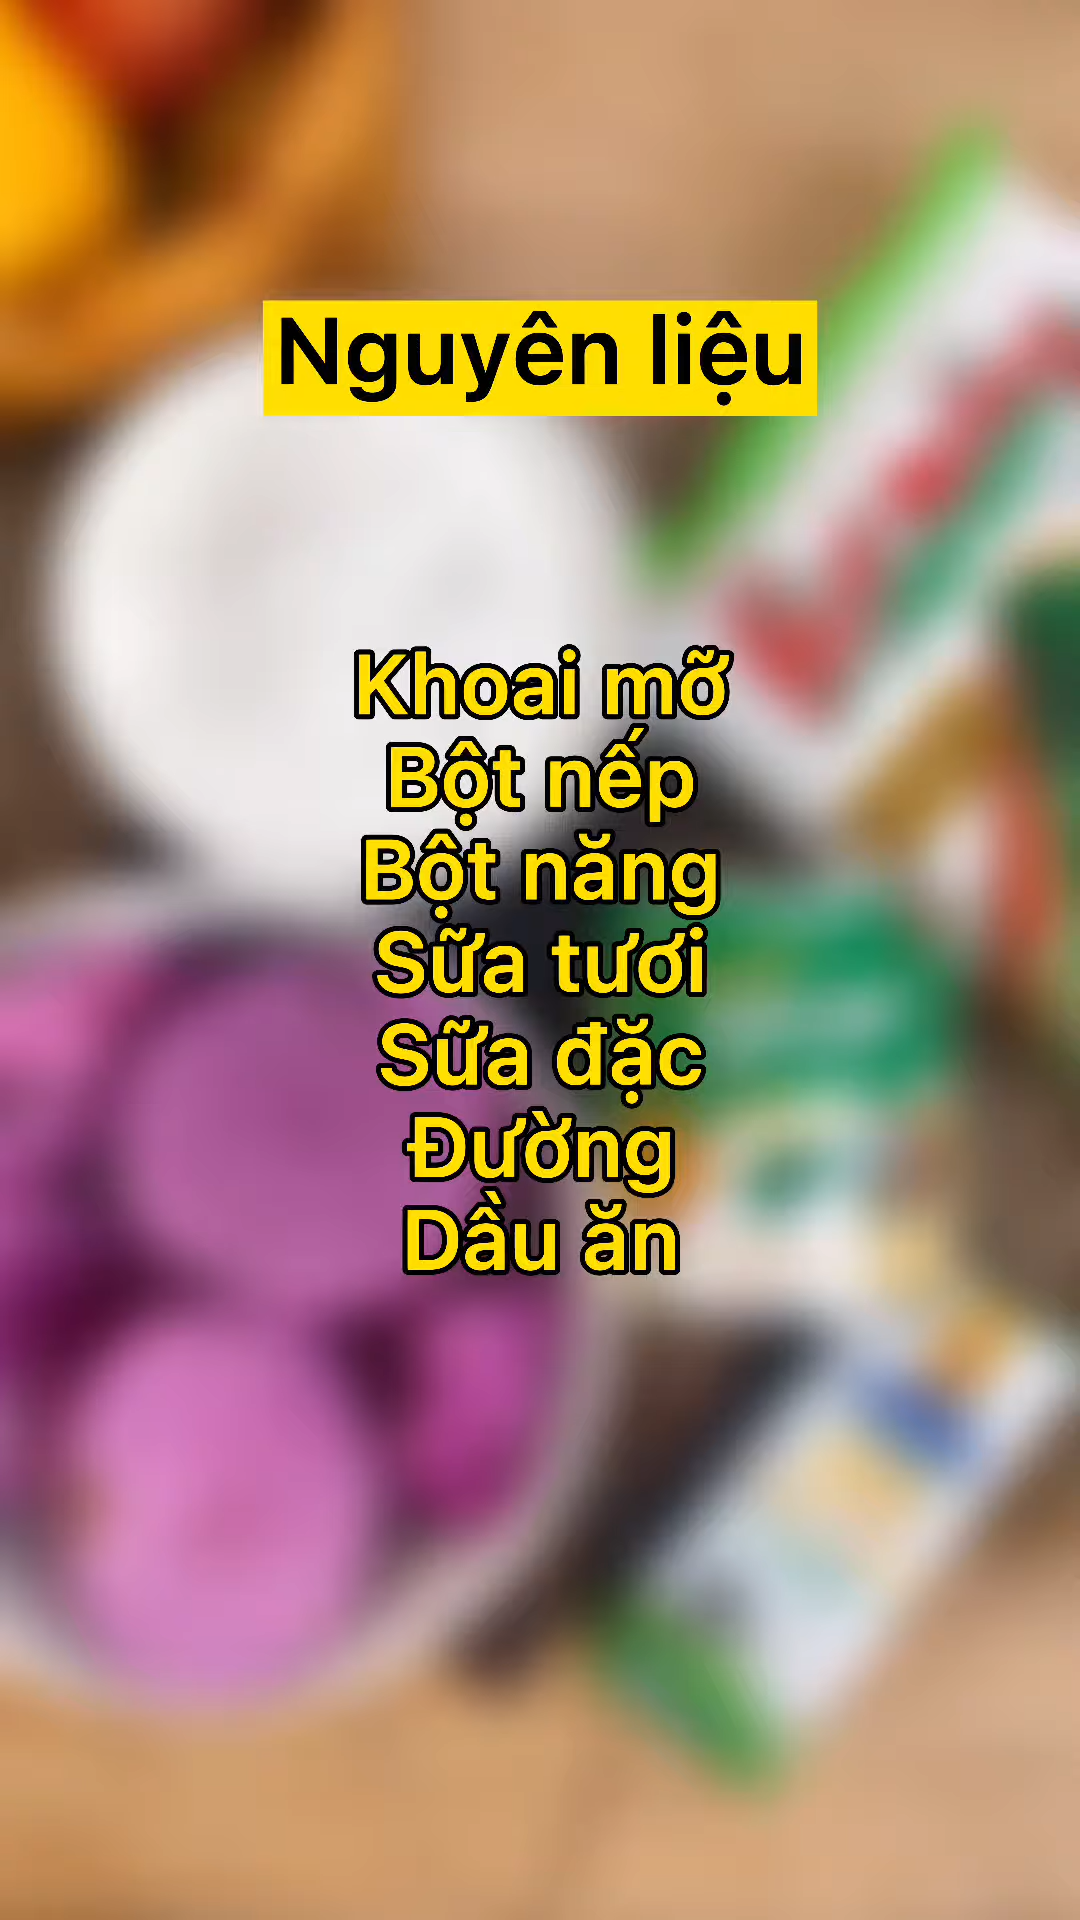 Nguyên liệu
Khoai mỡ
Bột nếp
Bột năng
Sữa tươi
Sữa đặc
Đường
Dầu ăn